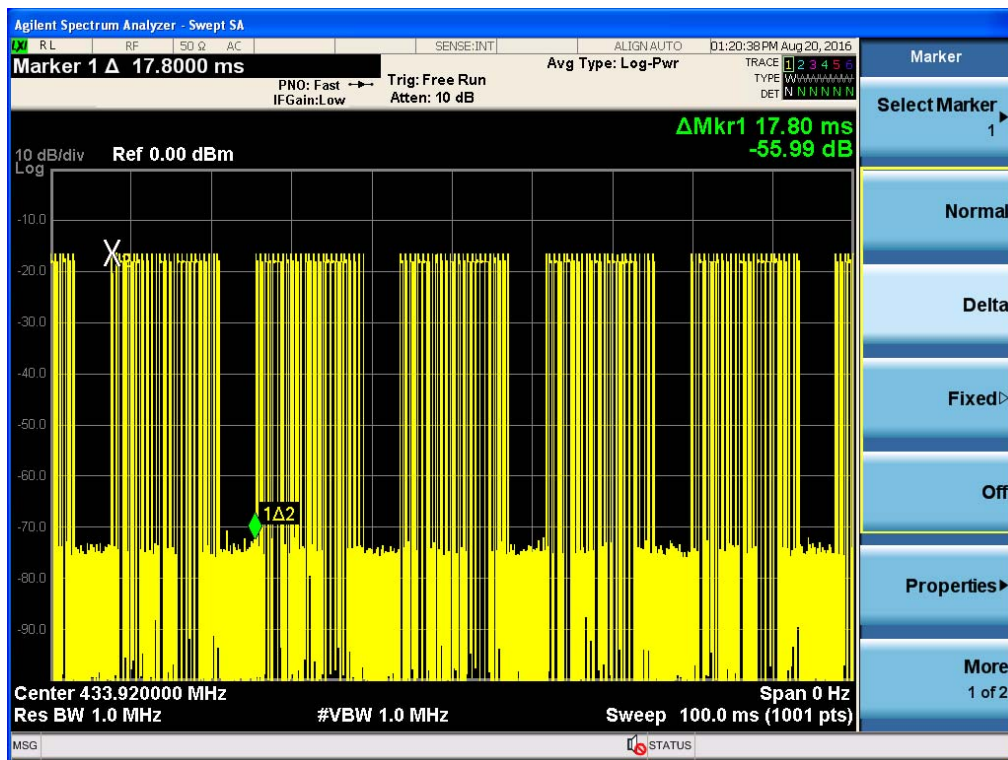 Agilent Spectrum Analyzer - Swept SA
LXI RL RF 50 Ω AC SENSE:INT ALIGN AUTO 01:20:38 PM Aug 20, 2016
Marker 1 Δ 17.8000 ms
PNO: Fast
IFGain:Low
Trig: Free Run
Atten: 10 dB
Avg Type: Log-Pwr
TRACE 1 2 3 4 5 6
TYPE WWWWWW
DET N N N N N N
ΔMkr1 17.80 ms
-55.99 dB
10 dB/div Ref 0.00 dBm
Log
-10.0
-20.0
-30.0
-40.0
-50.0
-60.0
-70.0
-80.0
-90.0
X2
1Δ2
Center 433.920000 MHz Span 0 Hz
Res BW 1.0 MHz #VBW 1.0 MHz Sweep 100.0 ms (1001 pts)
MSG STATUS
Marker
Select Marker
1
Normal
Delta
Fixed
Off
Properties
More
1 of 2